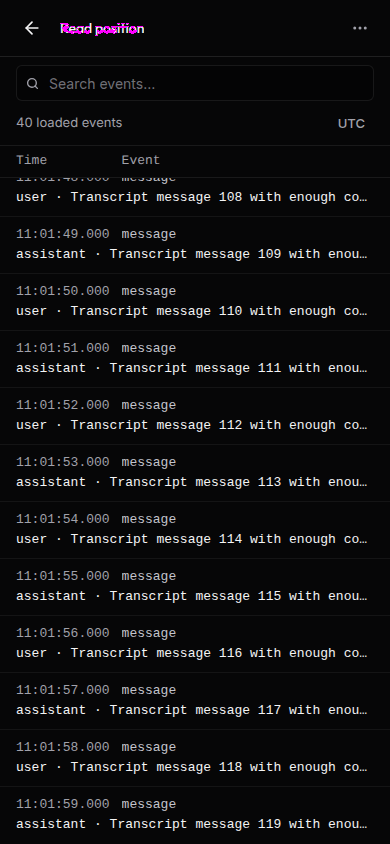 Read position
Search events...
40 loaded events
UTC
Time Event
11:01:48.000 message
user · Transcript message 108 with enough co…
11:01:49.000 message
assistant · Transcript message 109 with enou…
11:01:50.000 message
user · Transcript message 110 with enough co…
11:01:51.000 message
assistant · Transcript message 111 with enou…
11:01:52.000 message
user · Transcript message 112 with enough co…
11:01:53.000 message
assistant · Transcript message 113 with enou…
11:01:54.000 message
user · Transcript message 114 with enough co…
11:01:55.000 message
assistant · Transcript message 115 with enou…
11:01:56.000 message
user · Transcript message 116 with enough co…
11:01:57.000 message
assistant · Transcript message 117 with enou…
11:01:58.000 message
user · Transcript message 118 with enough co…
11:01:59.000 message
assistant · Transcript message 119 with enou…